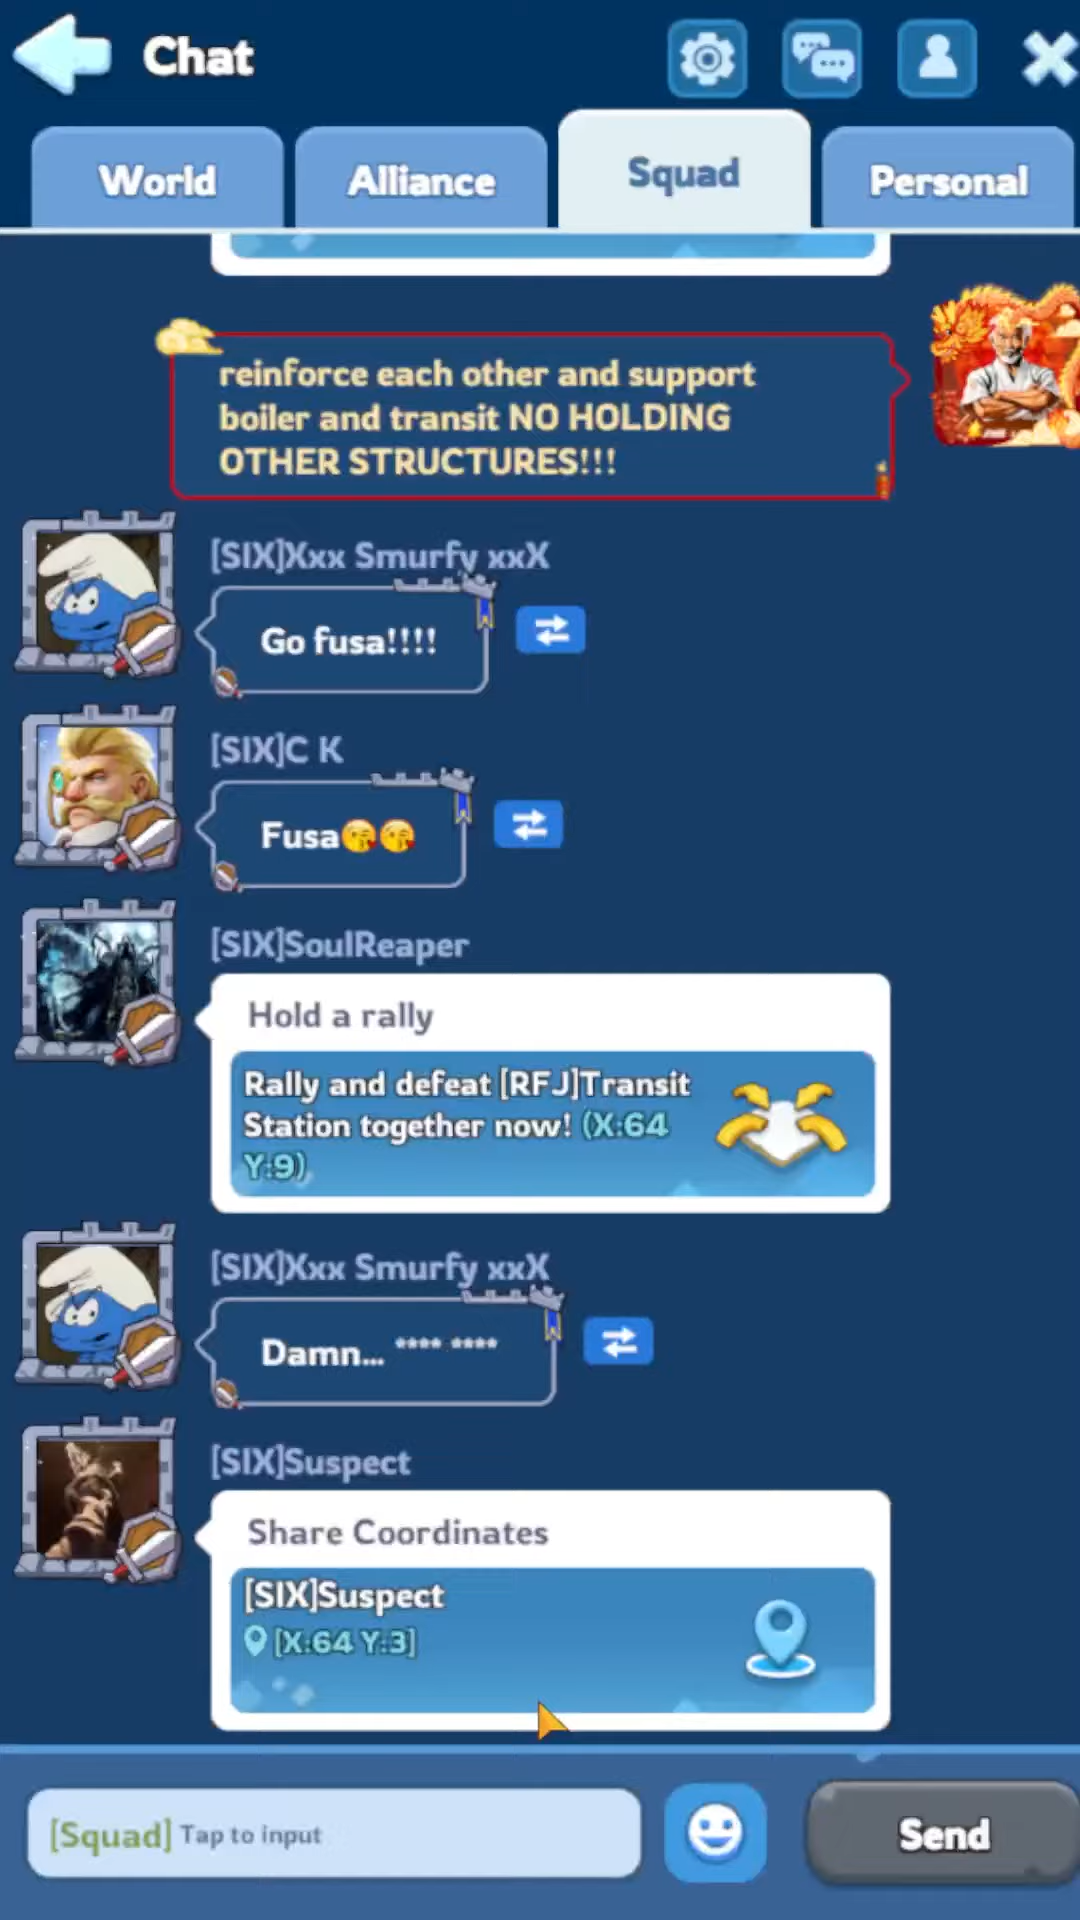 Chat
World
Alliance
Squad
Personal
reinforce each other and support
boiler and transit NO HOLDING
OTHER STRUCTURES!!!
[SIX]Xxx Smurfy xxX
Go fusa!!!!
[SIX]C K
Fusa😘😘
[SIX]SoulReaper
Hold a rally
Rally and defeat [RFJ]Transit
Station together now! (X:64
Y:9)
[SIX]Xxx Smurfy xxX
Damn... **** ****
[SIX]Suspect
Share Coordinates
[SIX]Suspect
[X:64 Y:3]
[Squad] Tap to input
Send